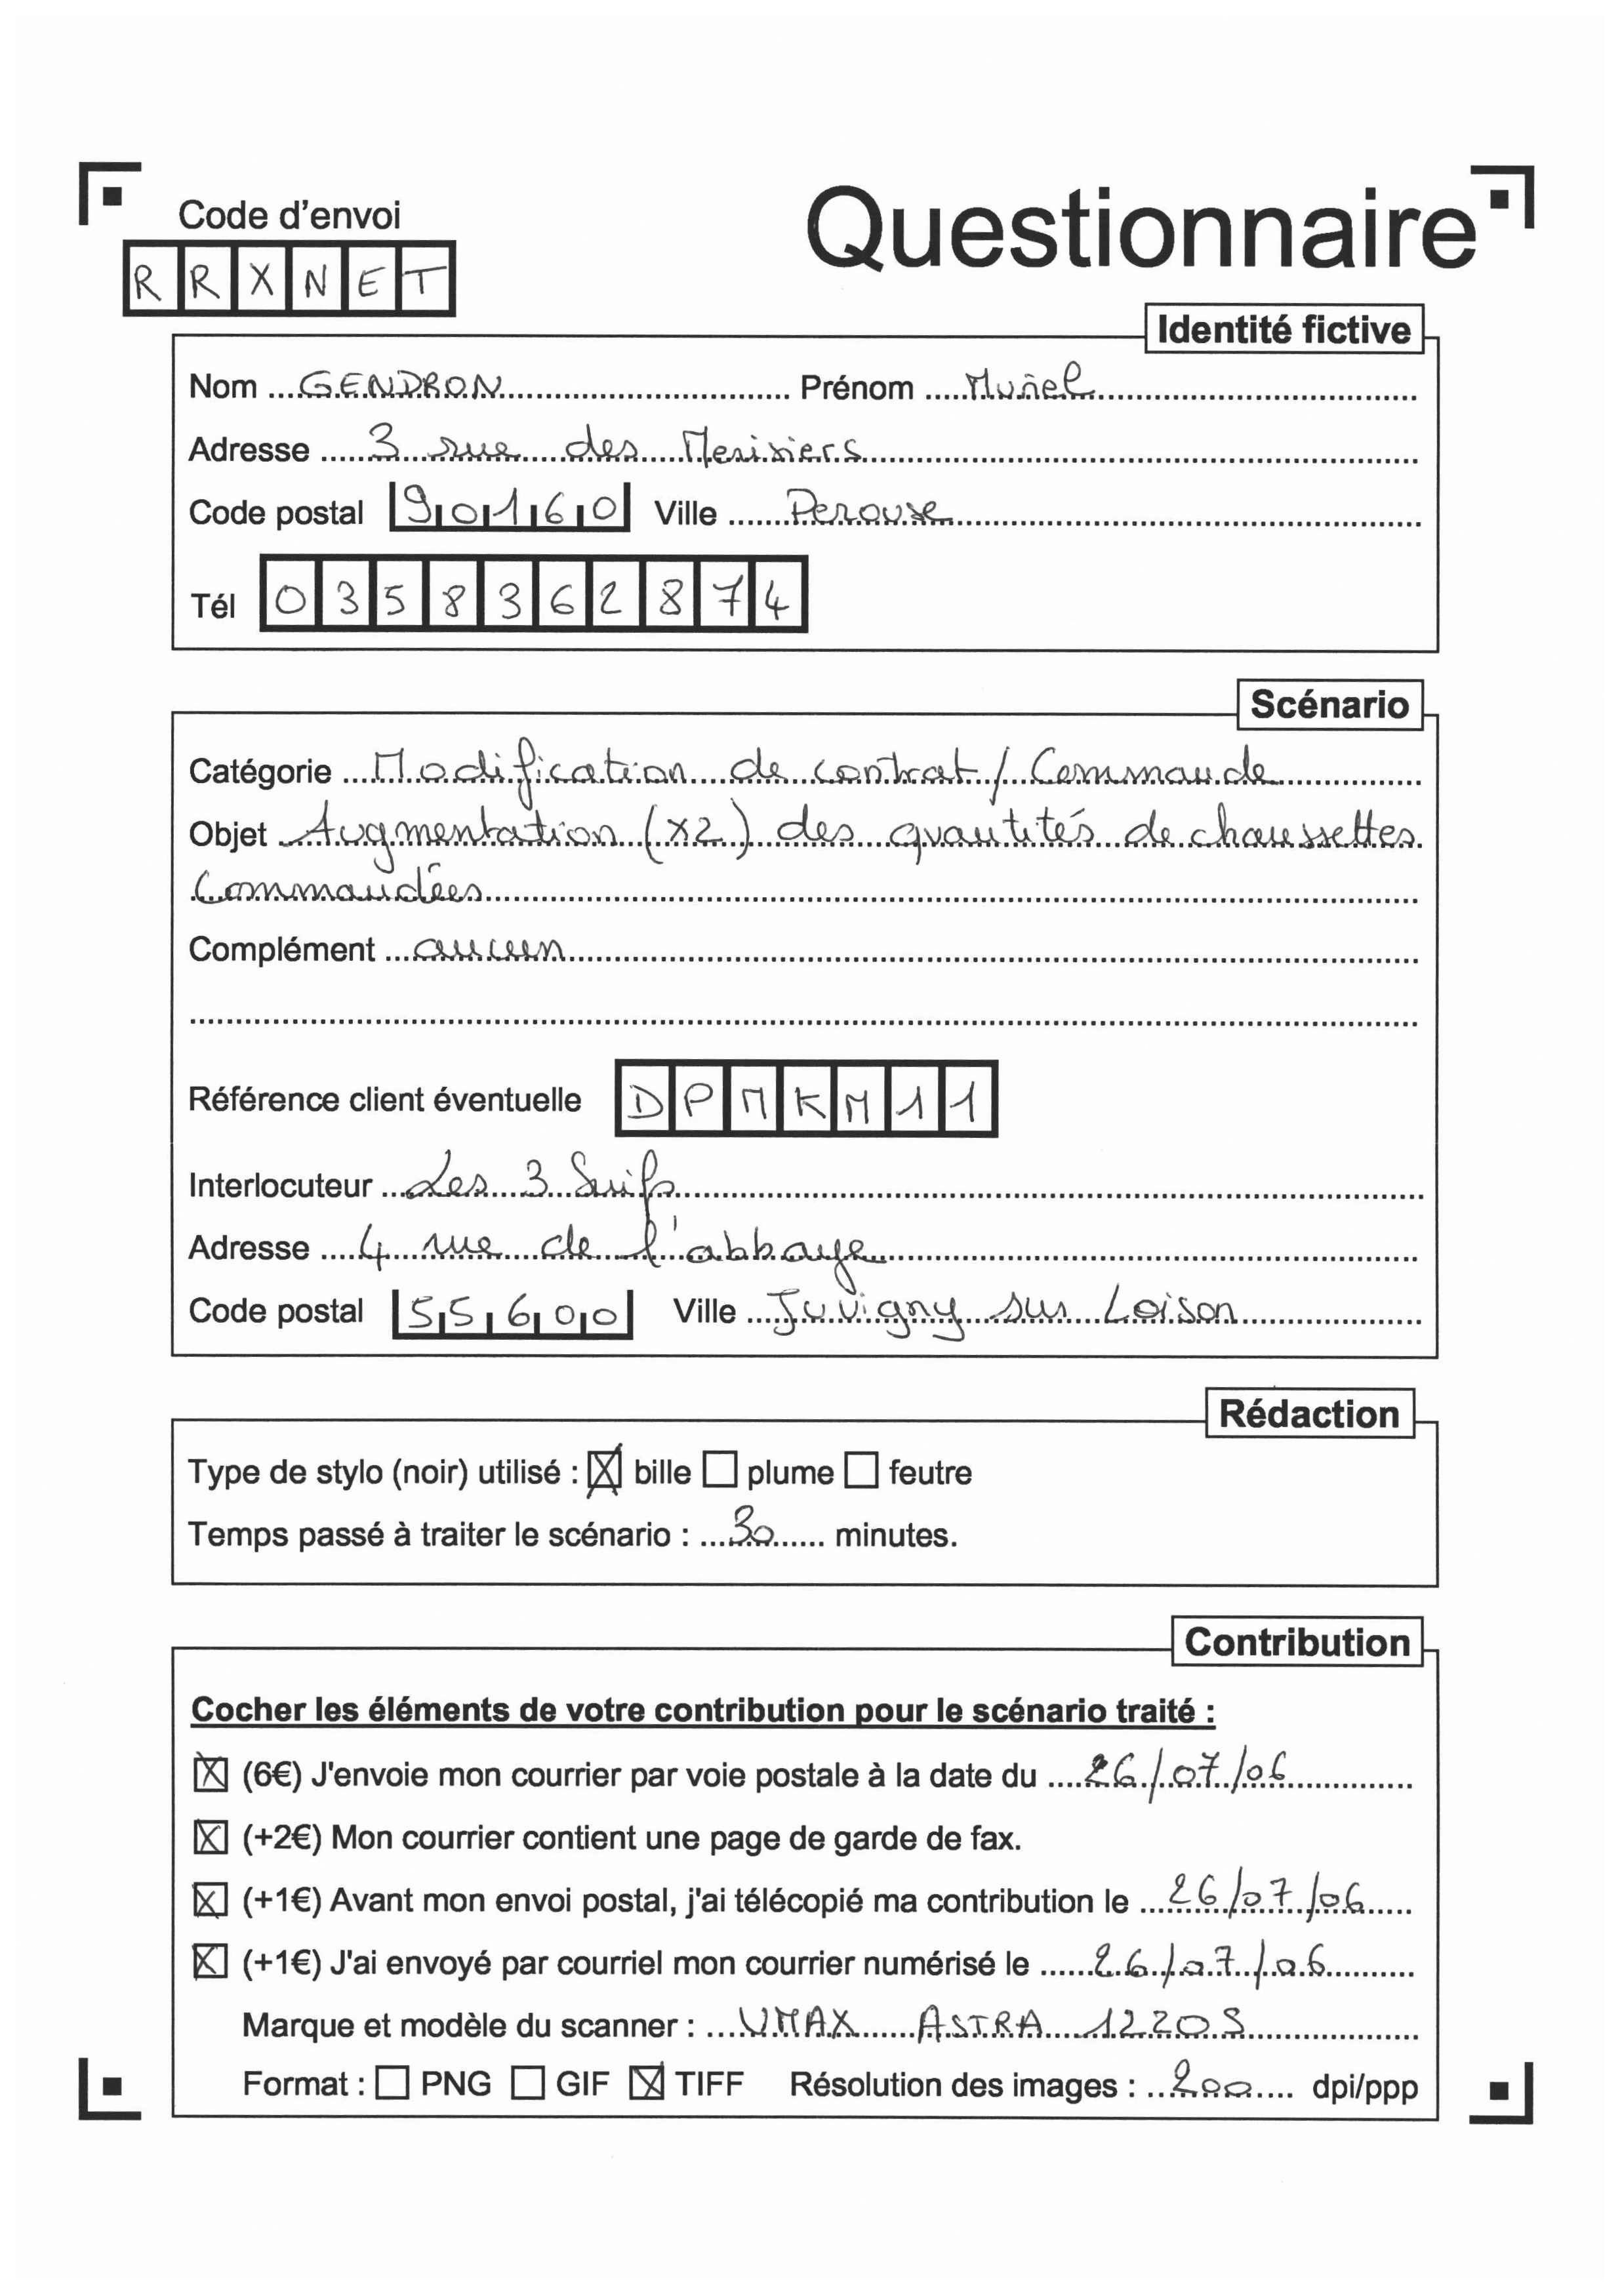 Questionnaire
Code d'envoi
RRXNET
Identité fictive
Nom GENDRON Prénom Muriel
Adresse 3 rue des Merisiers
Code postal 90160 Ville Perouse
Tél 0358362874
Scénario
Catégorie Modification de contrat / Commande
Objet Augmentation (x2) des quantités de chaussettes
Commandées
Complément aucun
Référence client éventuelle DPMKM11
Interlocuteur Les 3 Suifs
Adresse 4 rue de l'abbaye
Code postal 55600 Ville Juvigny sur Loison
Rédaction
Type de stylo (noir) utilisé : ☒ bille ☐ plume ☐ feutre
Temps passé à traiter le scénario : 30 minutes.
Contribution
Cocher les éléments de votre contribution pour le scénario traité :
☒ (6€) J'envoie mon courrier par voie postale à la date du 26/07/06
☒ (+2€) Mon courrier contient une page de garde de fax.
☒ (+1€) Avant mon envoi postal, j'ai télécopié ma contribution le 26/07/06
☒ (+1€) J'ai envoyé par courriel mon courrier numérisé le 26/07/06
Marque et modèle du scanner : UMAX ASTRA 1220S
Format : ☐ PNG ☐ GIF ☒ TIFF Résolution des images : 200 dpi/ppp